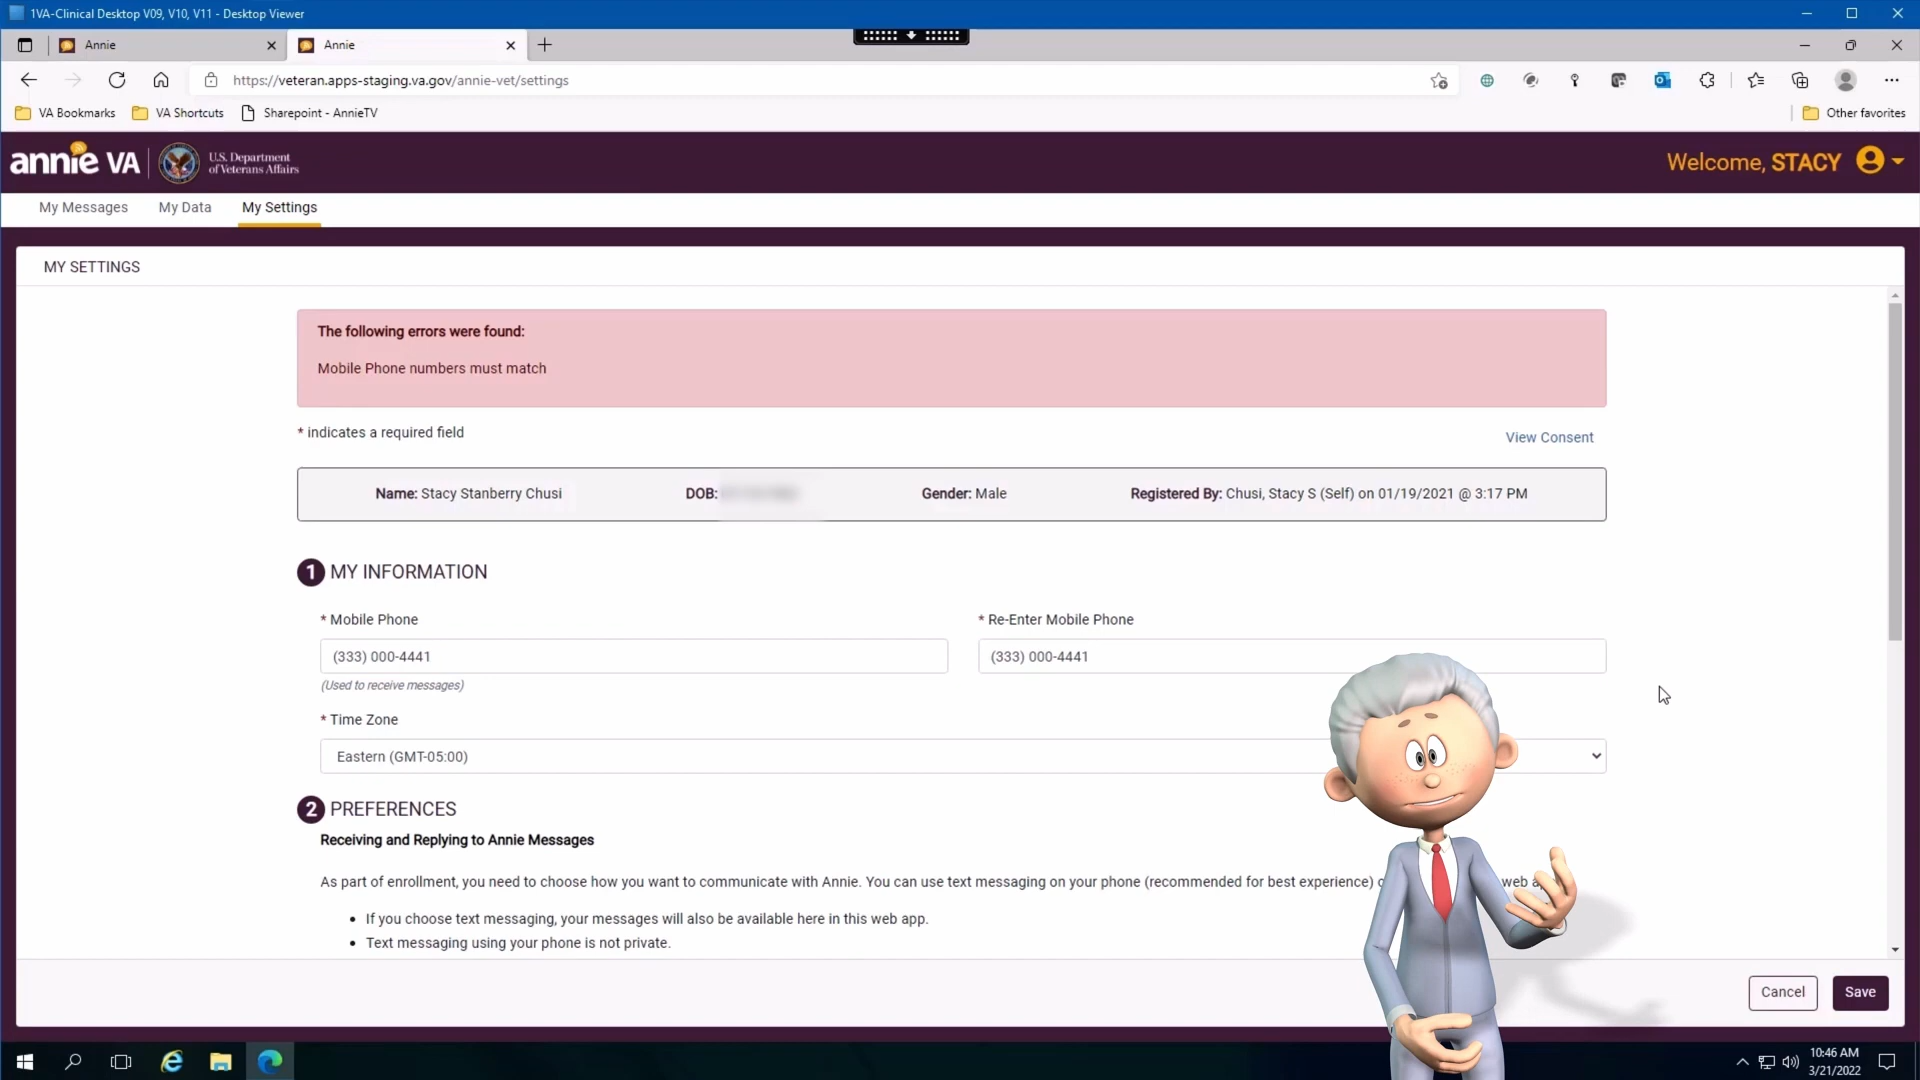 1VA-Clinical Desktop V09, V10, V11 - Desktop Viewer
Annie
Annie
https://veteran.apps-staging.va.gov/annie-vet/settings
VA Bookmarks VA Shortcuts Sharepoint - AnnieTV Other favorites
annie VA U.S. Department of Veterans Affairs
Welcome, STACY
My Messages My Data My Settings
MY SETTINGS
The following errors were found:
Mobile Phone numbers must match
* indicates a required field
View Consent
Name: Stacy Stanberry Chusi DOB: Gender: Male Registered By: Chusi, Stacy S (Self) on 01/19/2021 @ 3:17 PM
1 MY INFORMATION
* Mobile Phone * Re-Enter Mobile Phone
(333) 000-4441 (333) 000-4441
(Used to receive messages)
* Time Zone
Eastern (GMT-05:00)
2 PREFERENCES
Receiving and Replying to Annie Messages
As part of enrollment, you need to choose how you want to communicate with Annie. You can use text messaging on your phone (recommended for best experience) web
• If you choose text messaging, your messages will also be available here in this web app.
• Text messaging using your phone is not private.
Cancel Save
10:46 AM
3/21/2022